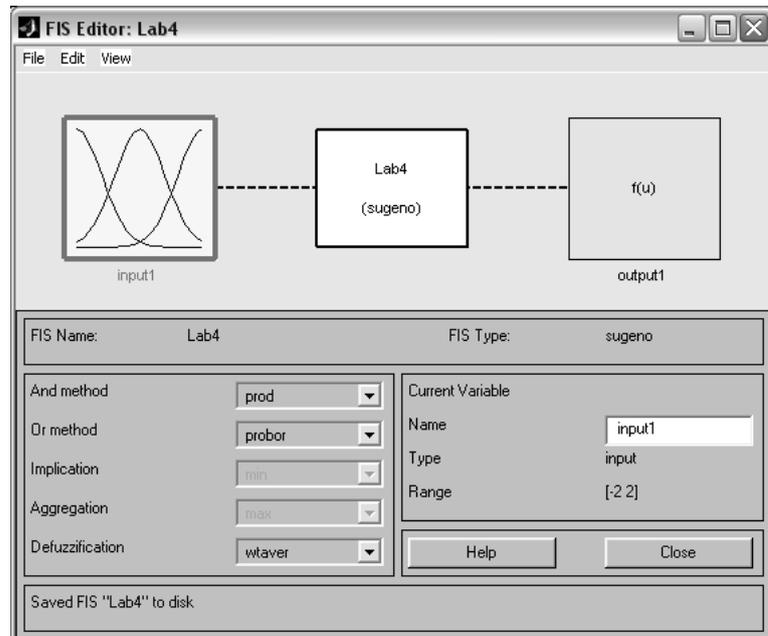 FIS Editor: Lab4
File Edit View
Lab4
(sugeno)
f(u)
input1
output1
FIS Name: Lab4 FIS Type: sugeno
And method prod
Or method probor
Implication min
Aggregation max
Defuzzification wtaver
Current Variable
Name input1
Type input
Range [-2 2]
Help Close
Saved FIS "Lab4" to disk